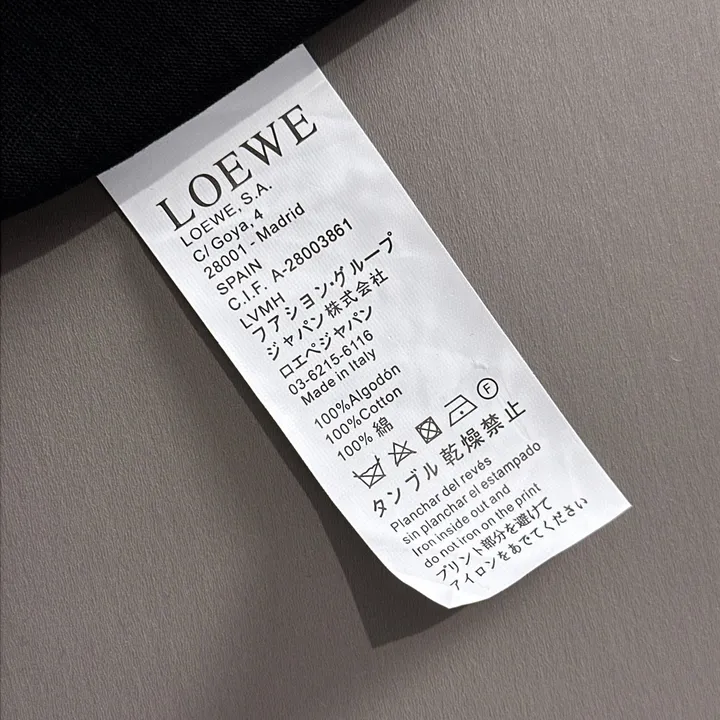 LOEWE
LOEWE, S.A.
C/ Goya, 4
28001 - Madrid
SPAIN
C.I.F. A-28003861
LVMH
ファション・グループ
ジャパン株式会社
ロエベジャパン
03-6215-6116
Made in Italy
100%Algodón
100%Cotton
100% 綿
F
タンブル乾燥禁止
Planchar del revés
sin planchar el estampado
Iron inside out and
do not iron on the print
プリント部分を避けて
アイロンをあててください